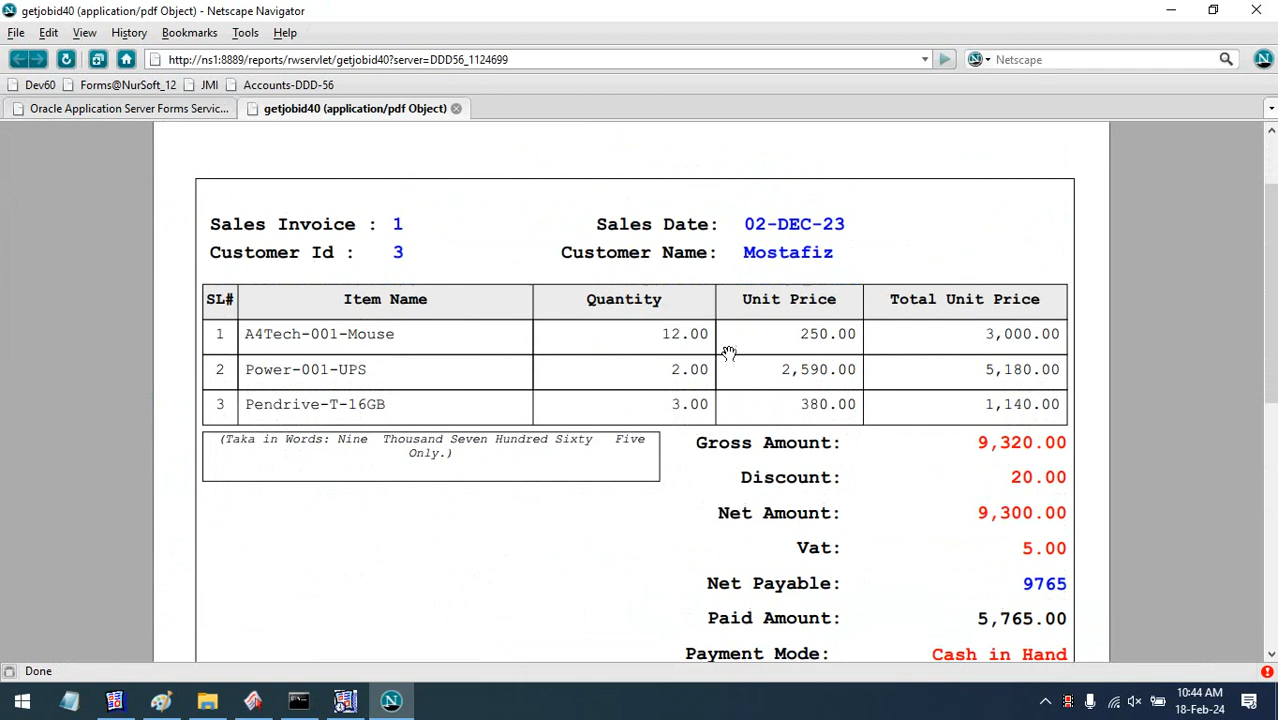 getjobid40 (application/pdf Object) - Netscape Navigator
File Edit View History Bookmarks Tools Help
http://ns1:8889/reports/rwservlet/getjobid40?server=DDD56_1124699
Netscape
Dev60 Forms@NurSoft_12 JMI Accounts-DDD-56
Oracle Application Server Forms Servic... getjobid40 (application/pdf Object)
Sales Invoice : 1 Sales Date: 02-DEC-23
Customer Id : 3 Customer Name: Mostafiz
SL# Item Name Quantity Unit Price Total Unit Price
1 A4Tech-001-Mouse 12.00 250.00 3,000.00
2 Power-001-UPS 2.00 2,590.00 5,180.00
3 Pendrive-T-16GB 3.00 380.00 1,140.00
(Taka in Words: Nine Thousand Seven Hundred Sixty Five
Only.)
Gross Amount: 9,320.00
Discount: 20.00
Net Amount: 9,300.00
Vat: 5.00
Net Payable: 9765
Paid Amount: 5,765.00
Payment Mode: Cash in Hand
Done
10:44 AM
18-Feb-24